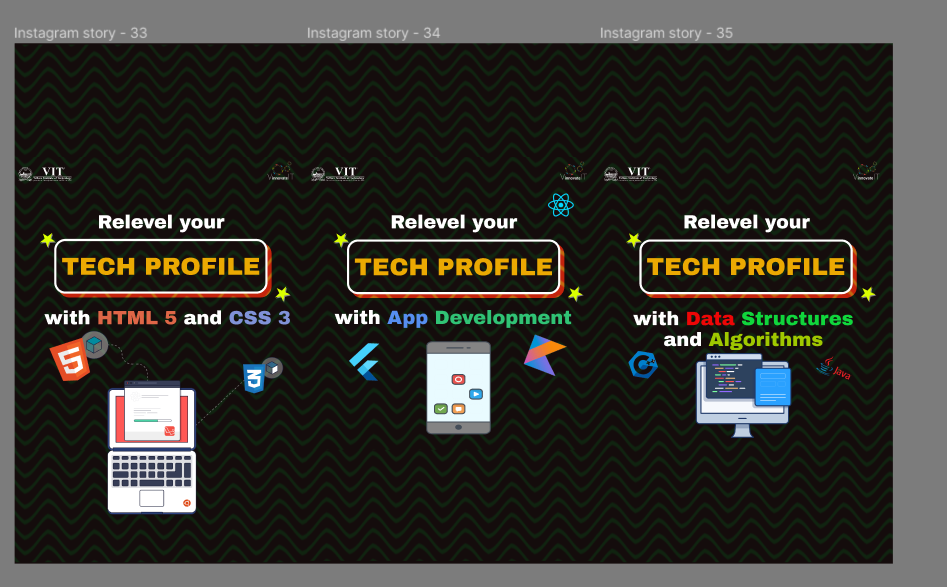 Instagram story - 33
Instagram story - 34
Instagram story - 35
VIT
Relevel your
TECH PROFILE
with HTML 5 and CSS 3
VIT
Relevel your
TECH PROFILE
with App Development
VIT
Relevel your
TECH PROFILE
with Data Structures
and Algorithms
Java